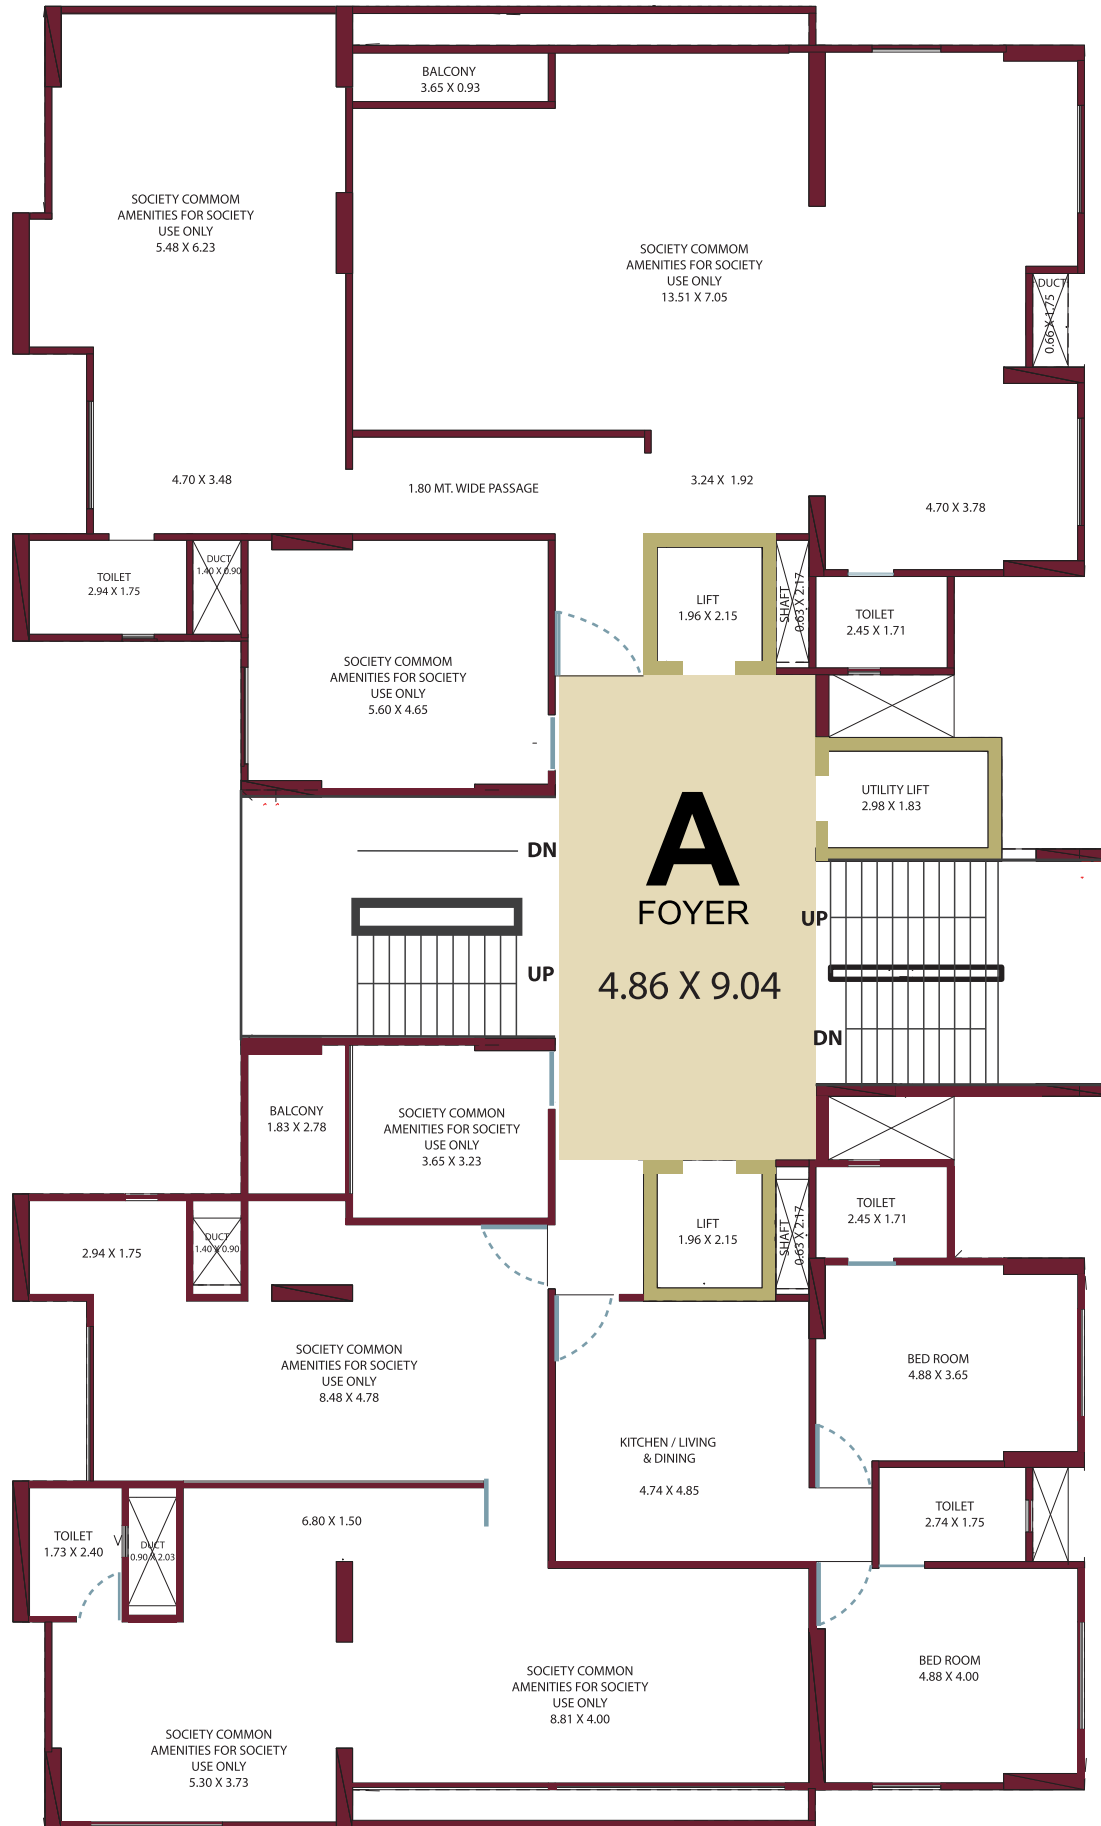 BALCONY
3.65 X 0.93
SOCIETY COMMOM
AMENITIES FOR SOCIETY
USE ONLY
5.48 X 6.23
SOCIETY COMMOM
AMENITIES FOR SOCIETY
USE ONLY
13.51 X 7.05
DUCT
0.66 X 1.75
4.70 X 3.48
1.80 MT. WIDE PASSAGE
3.24 X 1.92
4.70 X 3.78
TOILET
2.94 X 1.75
DUCT
1.40 X 0.90
LIFT
1.96 X 2.15
SHAFT
0.63 X 2.17
TOILET
2.45 X 1.71
SOCIETY COMMOM
AMENITIES FOR SOCIETY
USE ONLY
5.60 X 4.65
UTILITY LIFT
2.98 X 1.83
DN
A
FOYER
4.86 X 9.04
UP
UP
DN
BALCONY
1.83 X 2.78
SOCIETY COMMON
AMENITIES FOR SOCIETY
USE ONLY
3.65 X 3.23
TOILET
2.45 X 1.71
2.94 X 1.75
DUCT
1.40 X 0.90
LIFT
1.96 X 2.15
SHAFT
0.63 X 2.17
SOCIETY COMMON
AMENITIES FOR SOCIETY
USE ONLY
8.48 X 4.78
BED ROOM
4.88 X 3.65
KITCHEN / LIVING
& DINING
4.74 X 4.85
TOILET
2.74 X 1.75
6.80 X 1.50
TOILET
1.73 X 2.40
V
DUCT
0.90 X 2.03
BED ROOM
4.88 X 4.00
SOCIETY COMMON
AMENITIES FOR SOCIETY
USE ONLY
8.81 X 4.00
SOCIETY COMMON
AMENITIES FOR SOCIETY
USE ONLY
5.30 X 3.73